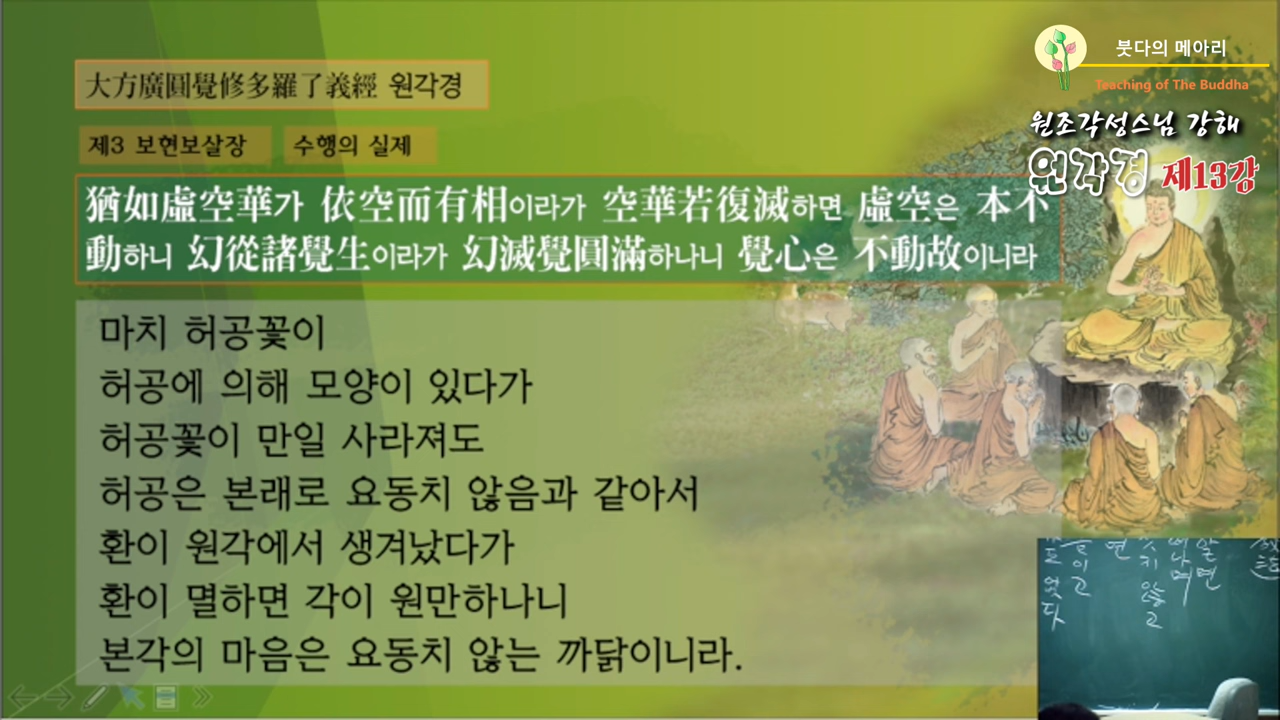 大方廣圓覺修多羅了義經 원각경
제3 보현보살장
수행의 실제
猶如虛空華가 依空而有相이라가 空華若復滅하면 虛空은 本不
動하니 幻從諸覺生이라가 幻滅覺圓滿하나니 覺心은 不動故이니라
마치 허공꽃이
허공에 의해 모양이 있다가
허공꽃이 만일 사라져도
허공은 본래로 요동치 않음과 같아서
환이 원각에서 생겨났다가
환이 멸하면 각이 원만하나니
본각의 마음은 요동치 않는 까닭이니라.
붓다의 메아리
Teaching of The Buddha
원조각성스님 강해
원각경 제13강